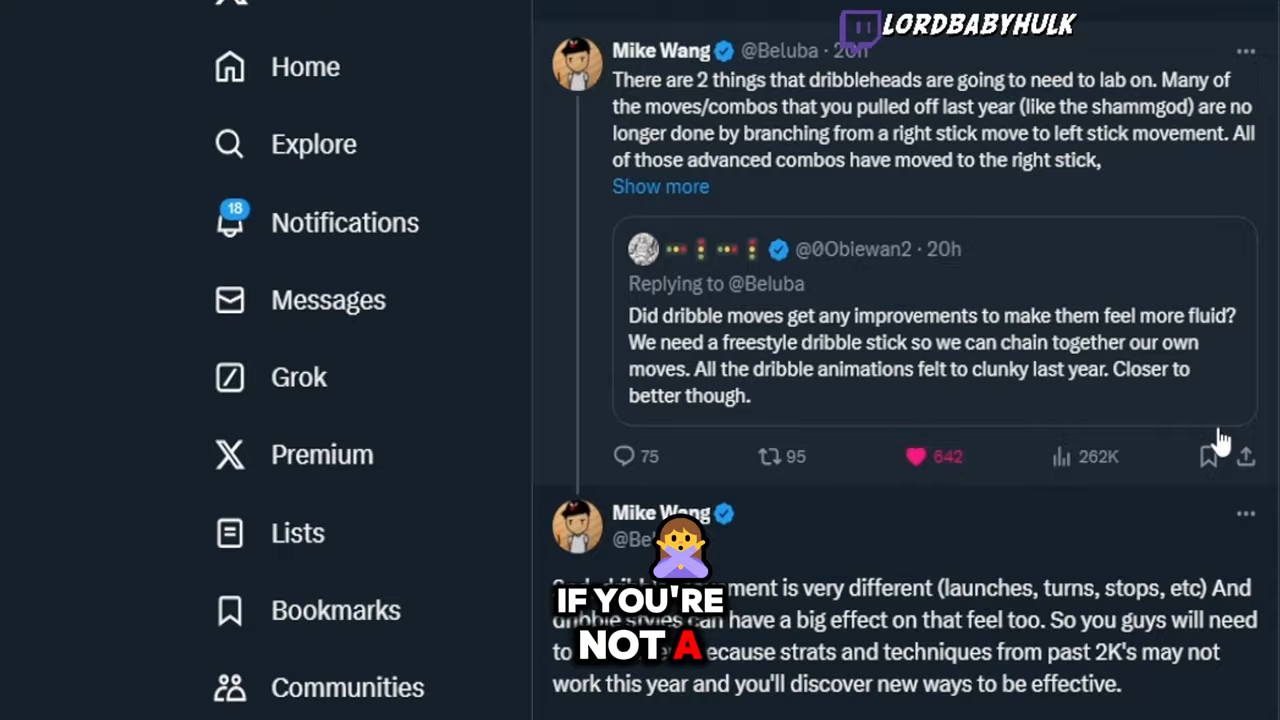 LORDBABYHULK
Home
Explore
18
Notifications
Messages
Grok
Premium
Lists
Bookmarks
Communities
Mike Wang @Beluba · 20h
There are 2 things that dribbleheads are going to need to lab on. Many of
the moves/combos that you pulled off last year (like the shammgod) are no
longer done by branching from a right stick move to left stick movement. All
of those advanced combos have moved to the right stick,
Show more
@0Obiewan2 · 20h
Replying to @Beluba
Did dribble moves get any improvements to make them feel more fluid?
We need a freestyle dribble stick so we can chain together our own
moves. All the dribble animations felt to clunky last year. Closer to
better though.
75 95 642 262K
Mike Wang
ment is very different (launches, turns, stops, etc) And
dribble styles can have a big effect on that feel too. So you guys will need
to ecause strats and techniques from past 2K's may not
work this year and you'll discover new ways to be effective.
IF YOU'RE
NOT A